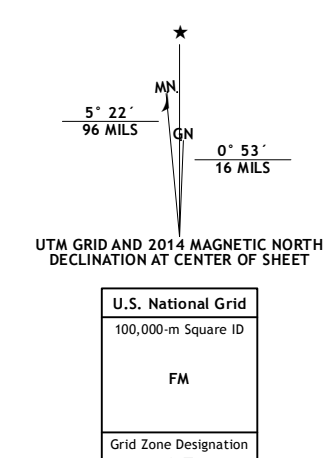 ★
MN
5° 22´
96 MILS
GN
0° 53´
16 MILS
UTM GRID AND 2014 MAGNETIC NORTH
DECLINATION AT CENTER OF SHEET
U.S. National Grid
100,000-m Square ID
FM
Grid Zone Designation